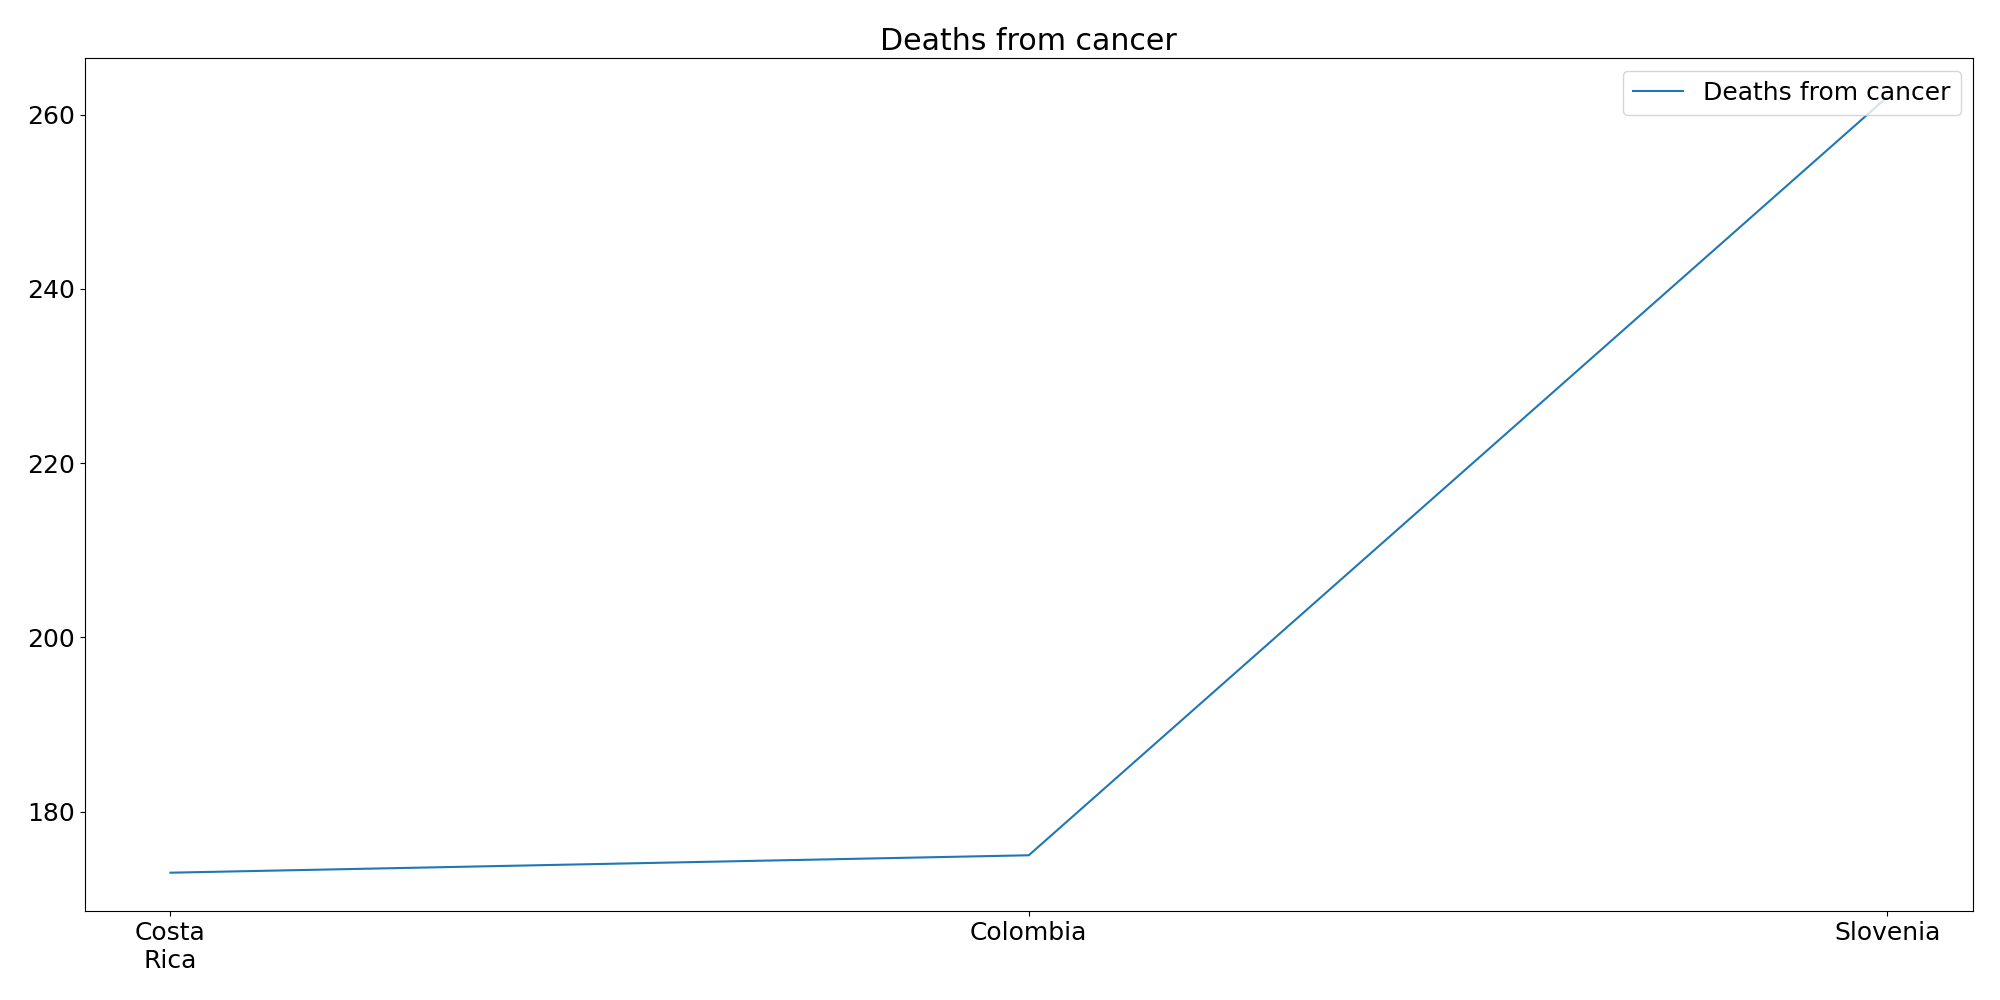 Deaths from cancer
Deaths from cancer
260
240
220
200
180
Costa
Rica
Colombia
Slovenia